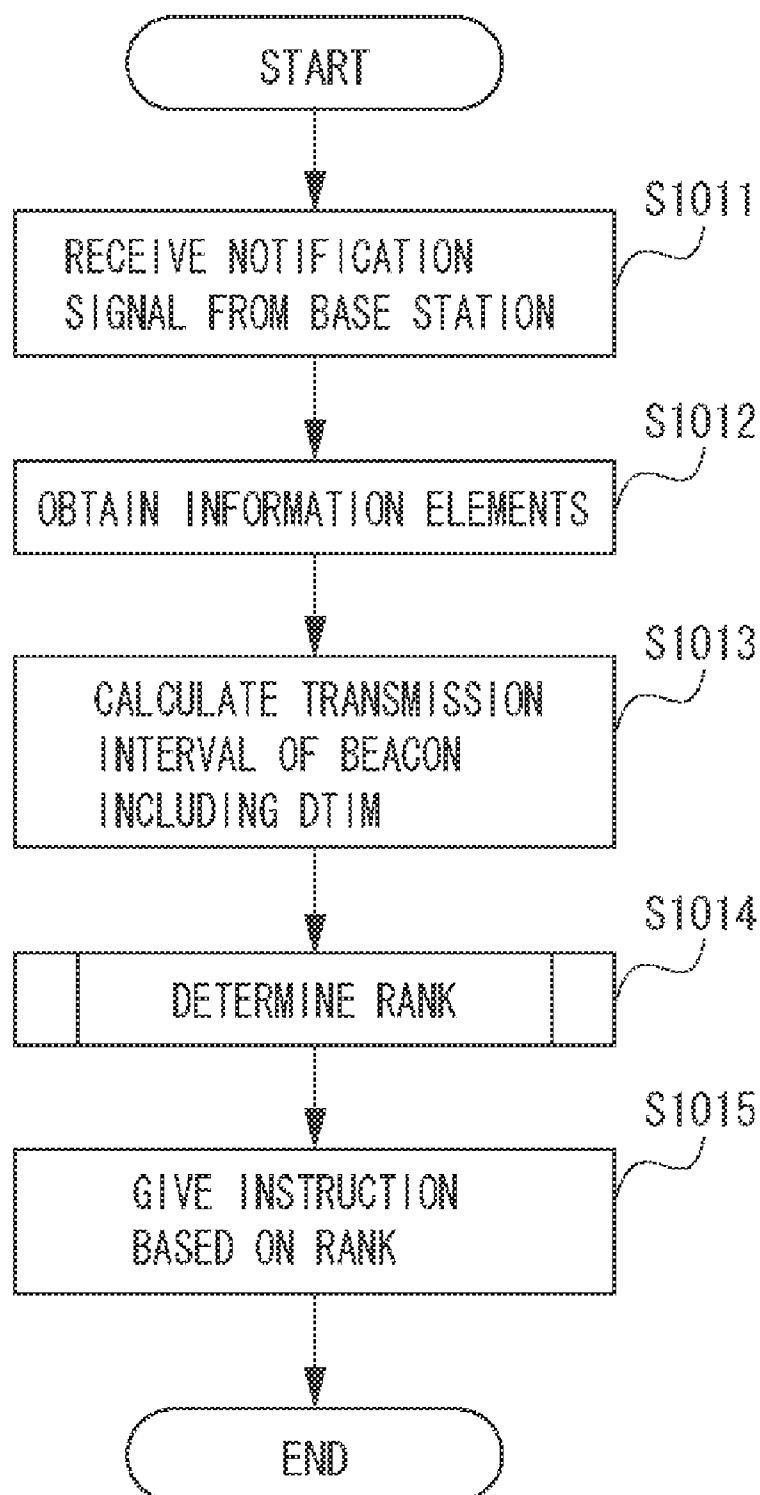 START
S1011
RECEIVE NOTIFICATION
SIGNAL FROM BASE STATION
S1012
OBTAIN INFORMATION ELEMENTS
S1013
CALCULATE TRANSMISSION
INTERVAL OF BEACON
INCLUDING DTIM
S1014
DETERMINE RANK
S1015
GIVE INSTRUCTION
BASED ON RANK
END